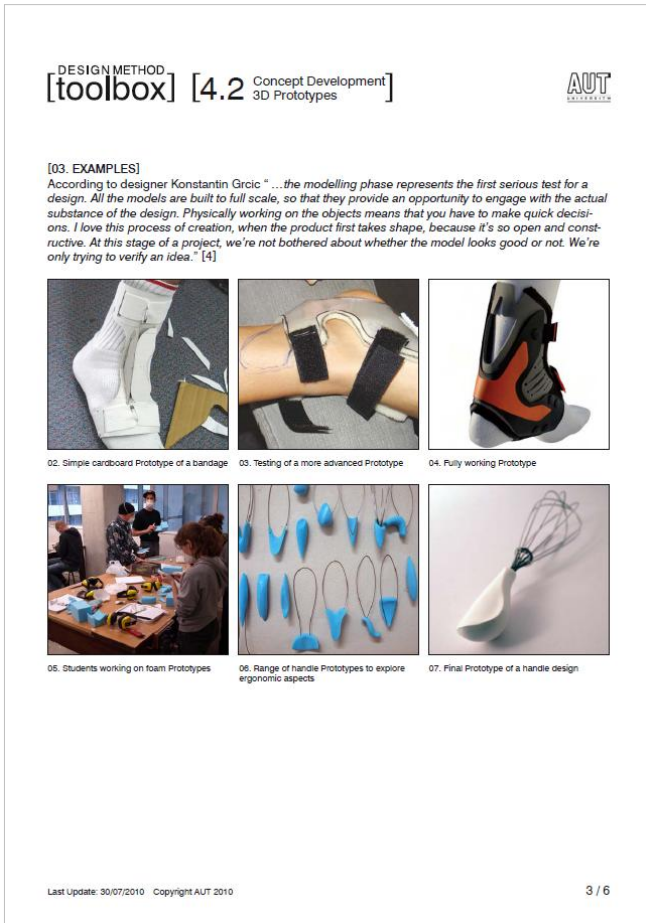 DESIGN METHOD
[toolbox] [4.2 Concept Development
3D Prototypes]
AUT
UNIVERSITY
[03. EXAMPLES]
According to designer Konstantin Grcic “ ...the modelling phase represents the first serious test for a
design. All the models are built to full scale, so that they provide an opportunity to engage with the actual
substance of the design. Physically working on the objects means that you have to make quick decisi-
ons. I love this process of creation, when the product first takes shape, because it's so open and const-
ructive. At this stage of a project, we're not bothered about whether the model looks good or not. We're
only trying to verify an idea.” [4]
02. Simple cardboard Prototype of a bandage
03. Testing of a more advanced Prototype
04. Fully working Prototype
05. Students working on foam Prototypes
06. Range of handle Prototypes to explore
ergonomic aspects
07. Final Prototype of a handle design
Last Update: 30/07/2010 Copyright AUT 2010
3 / 6